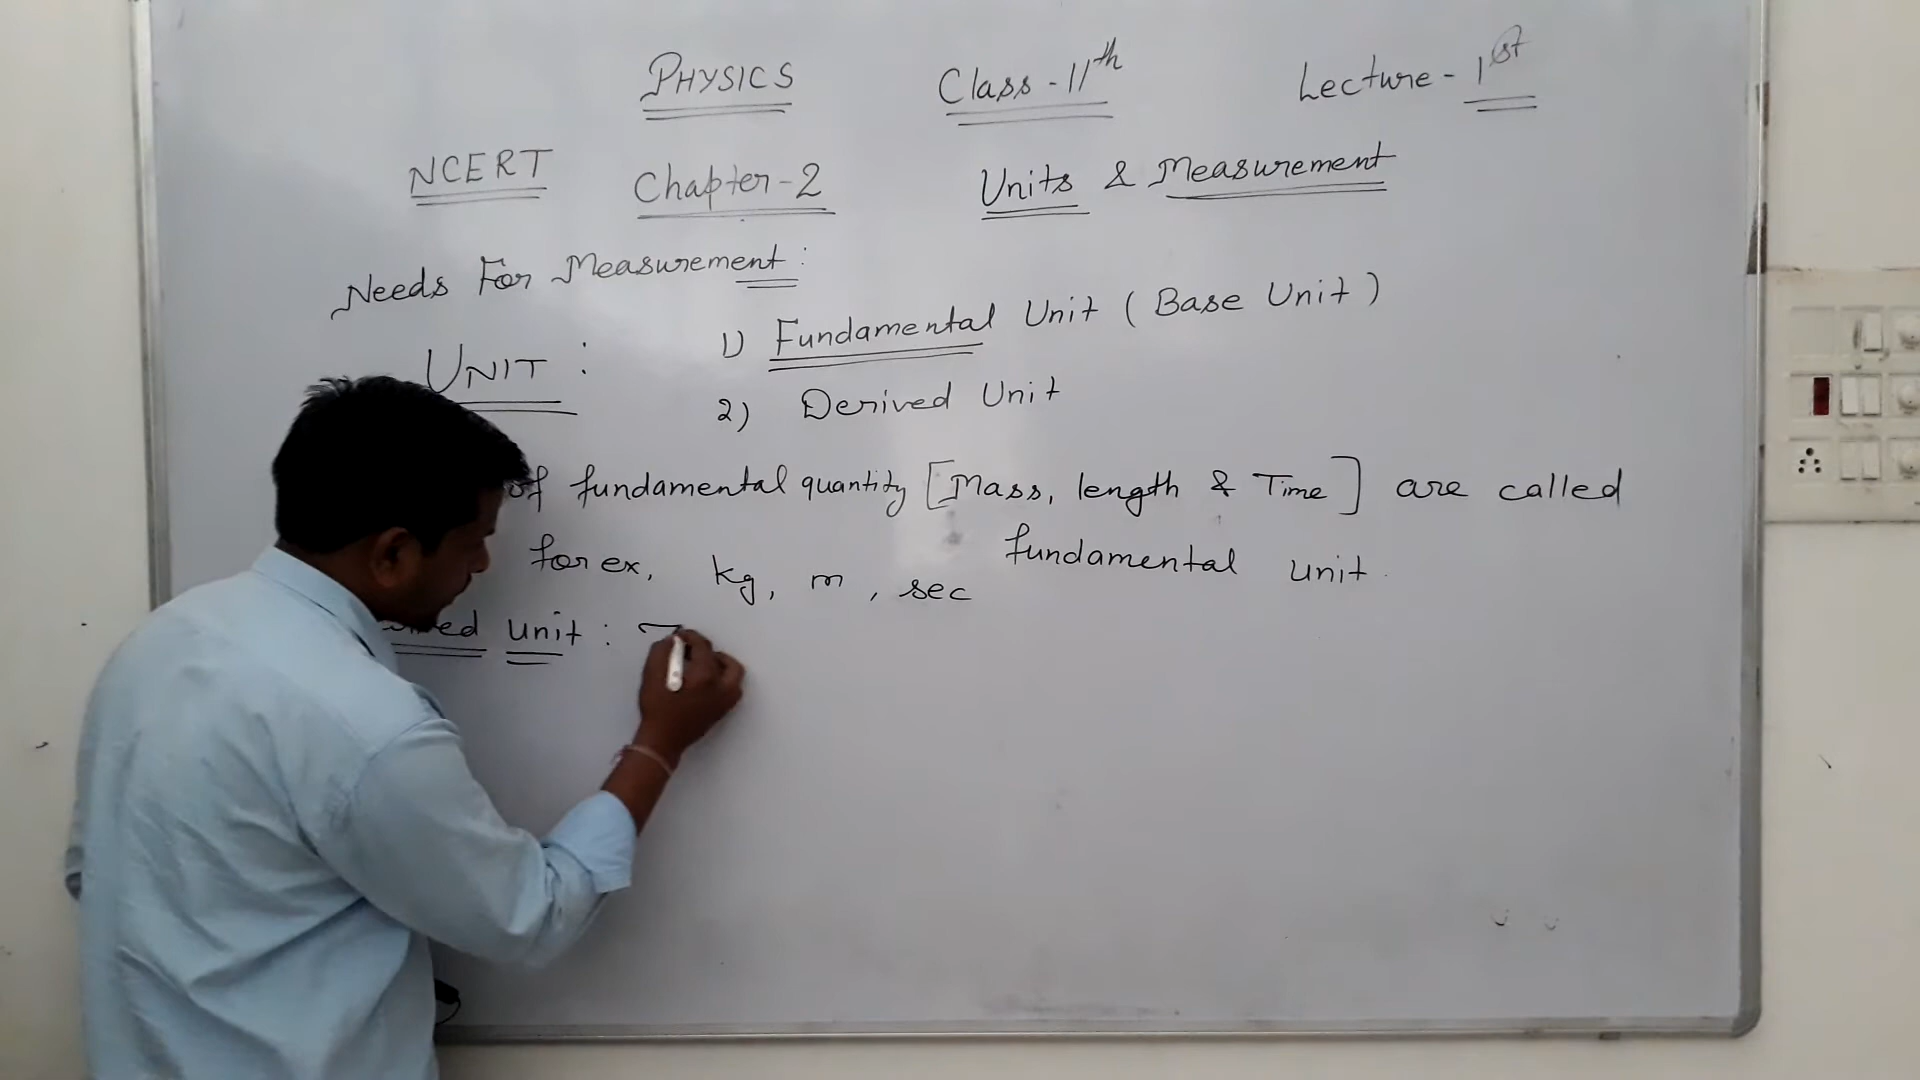 PHYSICS Class-11th Lecture-1st
NCERT Chapter-2 Units & Measurement
Needs For Measurement:
UNIT : 1) Fundamental Unit (Base Unit)
2) Derived Unit
of fundamental quantity [Mass, length & Time] are called
fundamental unit.
for ex, kg, m, sec
unit :